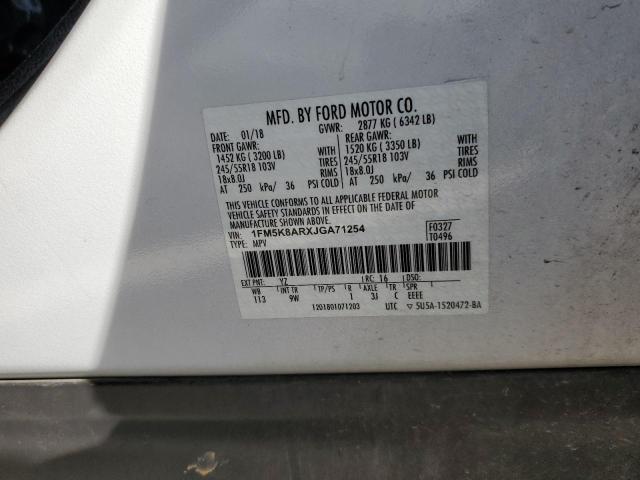 MFD. BY FORD MOTOR CO.
DATE: 01/18 GVWR: 2877 KG ( 6342 LB)
FRONT GAWR: REAR GAWR:
1452 KG ( 3200 LB) WITH 1520 KG ( 3350 LB) WITH
245/55R18 103V TIRES 245/55R18 103V TIRES
18x8.0J RIMS 18x8.0J RIMS
AT 250 kPa/ 36 PSI COLD AT 250 kPa/ 36 PSI COLD
THIS VEHICLE CONFORMS TO ALL APPLICABLE FEDERAL MOTOR
VEHICLE SAFETY AND BUMPER STANDARDS IN EFFECT ON THE DATE OF
MANUFACTURE SHOWN ABOVE.
VIN: 1FM5K8ARXJGA71254 F0327
TYPE: MPV T0496
EXT PNT: YZ RC: 16 DSO:
WB INT TR TP/PS R AXLE TR SPR
113 9W 1 3J C EEEE
1201801071203 UTC ▽ 5U5A-1520472-BA